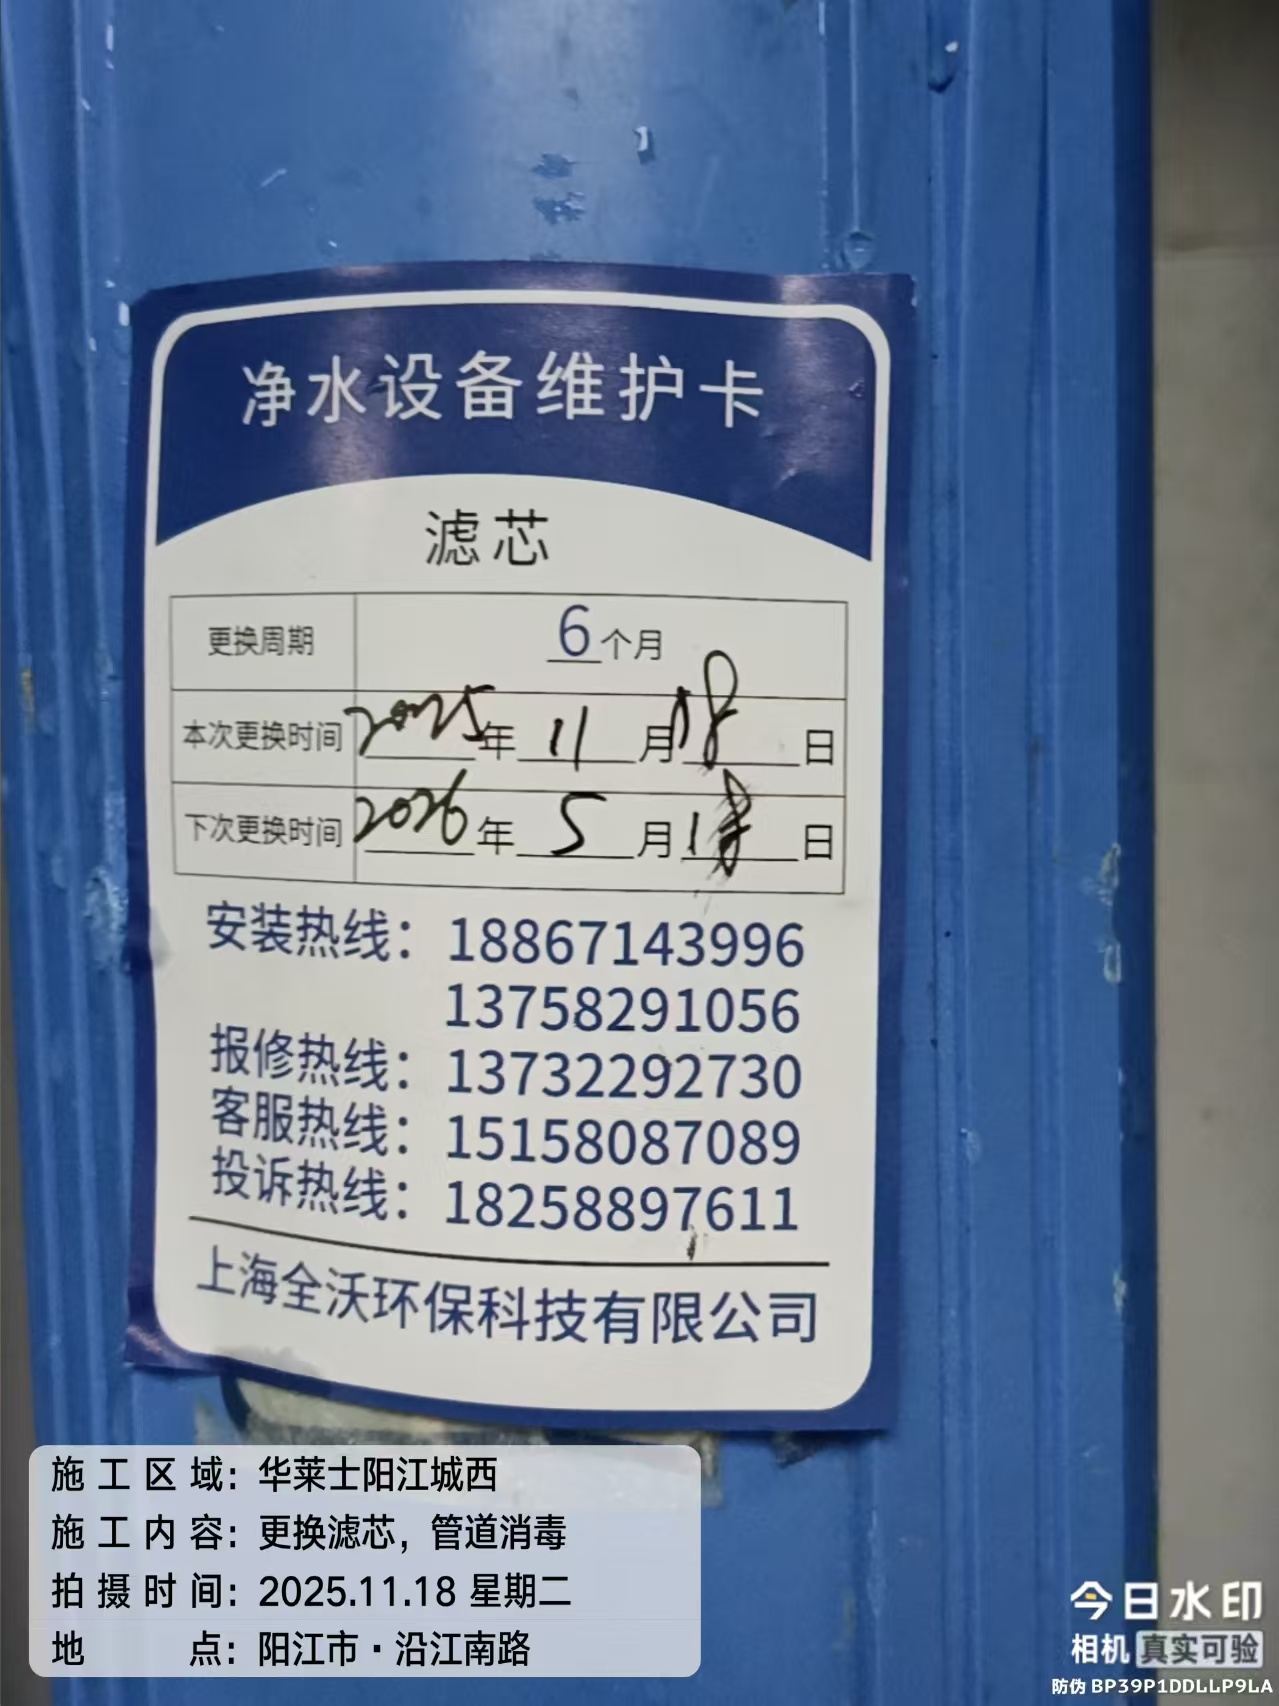 净水设备维护卡
滤芯
更换周期 6个月
本次更换时间 2025年11月18日
下次更换时间 2026年5月1 日
安装热线：18867143996
13758291056
报修热线：13732292730
客服热线：15158087089
投诉热线：18258897611
上海全沃环保科技有限公司
施工区域：华莱士阳江城西
施工内容：更换滤芯，管道消毒
拍摄时间：2025.11.18 星期二
地点：阳江市·沿江南路
今日水印
相机 真实可验
防伪 BP39P1DDLLP9LA